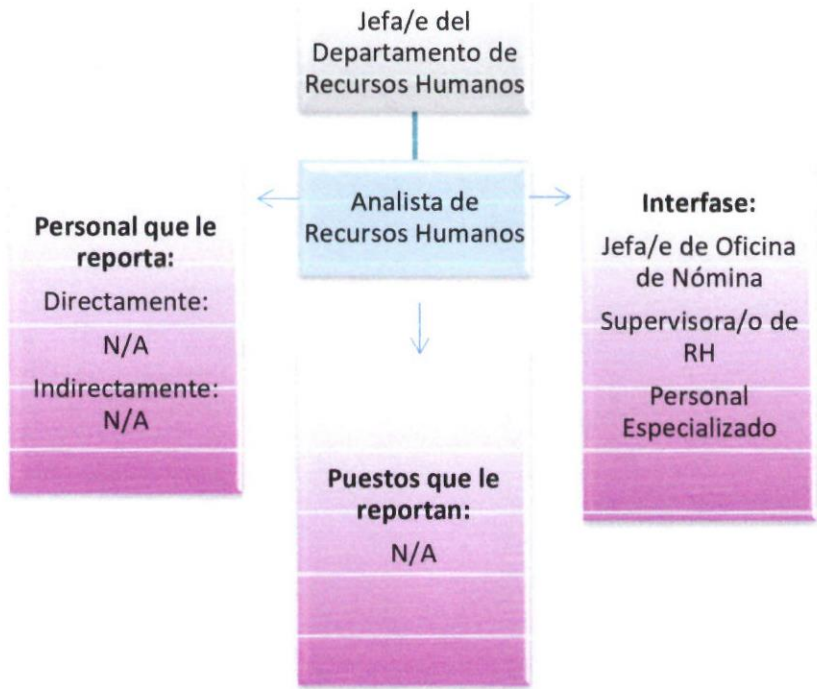 Jefa/e del
Departamento de
Recursos Humanos
Analista de
Recursos Humanos
Personal que le
reporta:
Directamente:
N/A
Indirectamente:
N/A
Puestos que le
reportan:
N/A
Interfase:
Jefa/e de Oficina
de Nómina
Supervisora/o de
RH
Personal
Especializado